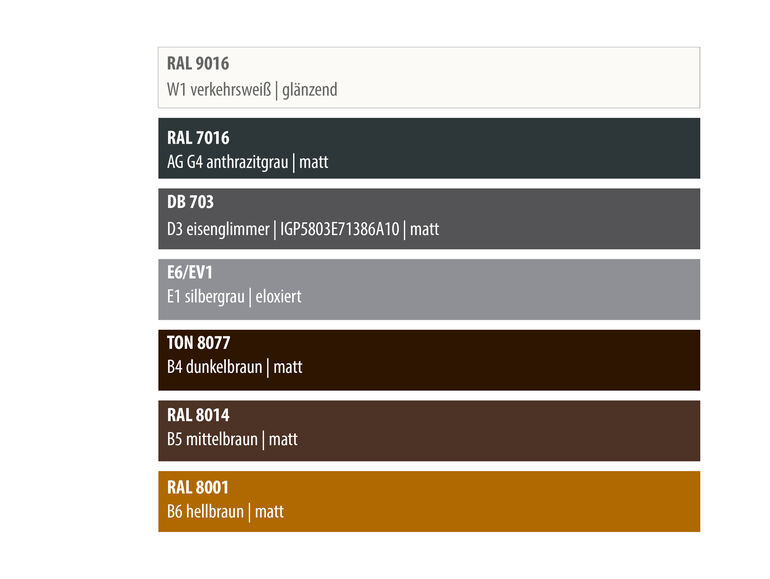 RAL 9016
W1 verkehrsweiß | glänzend
RAL 7016
AG G4 anthrazitgrau | matt
DB 703
D3 eisenglimmer | IGP5803E71386A10 | matt
E6/EV1
E1 silbergrau | eloxiert
TON 8077
B4 dunkelbraun | matt
RAL 8014
B5 mittelbraun | matt
RAL 8001
B6 hellbraun | matt